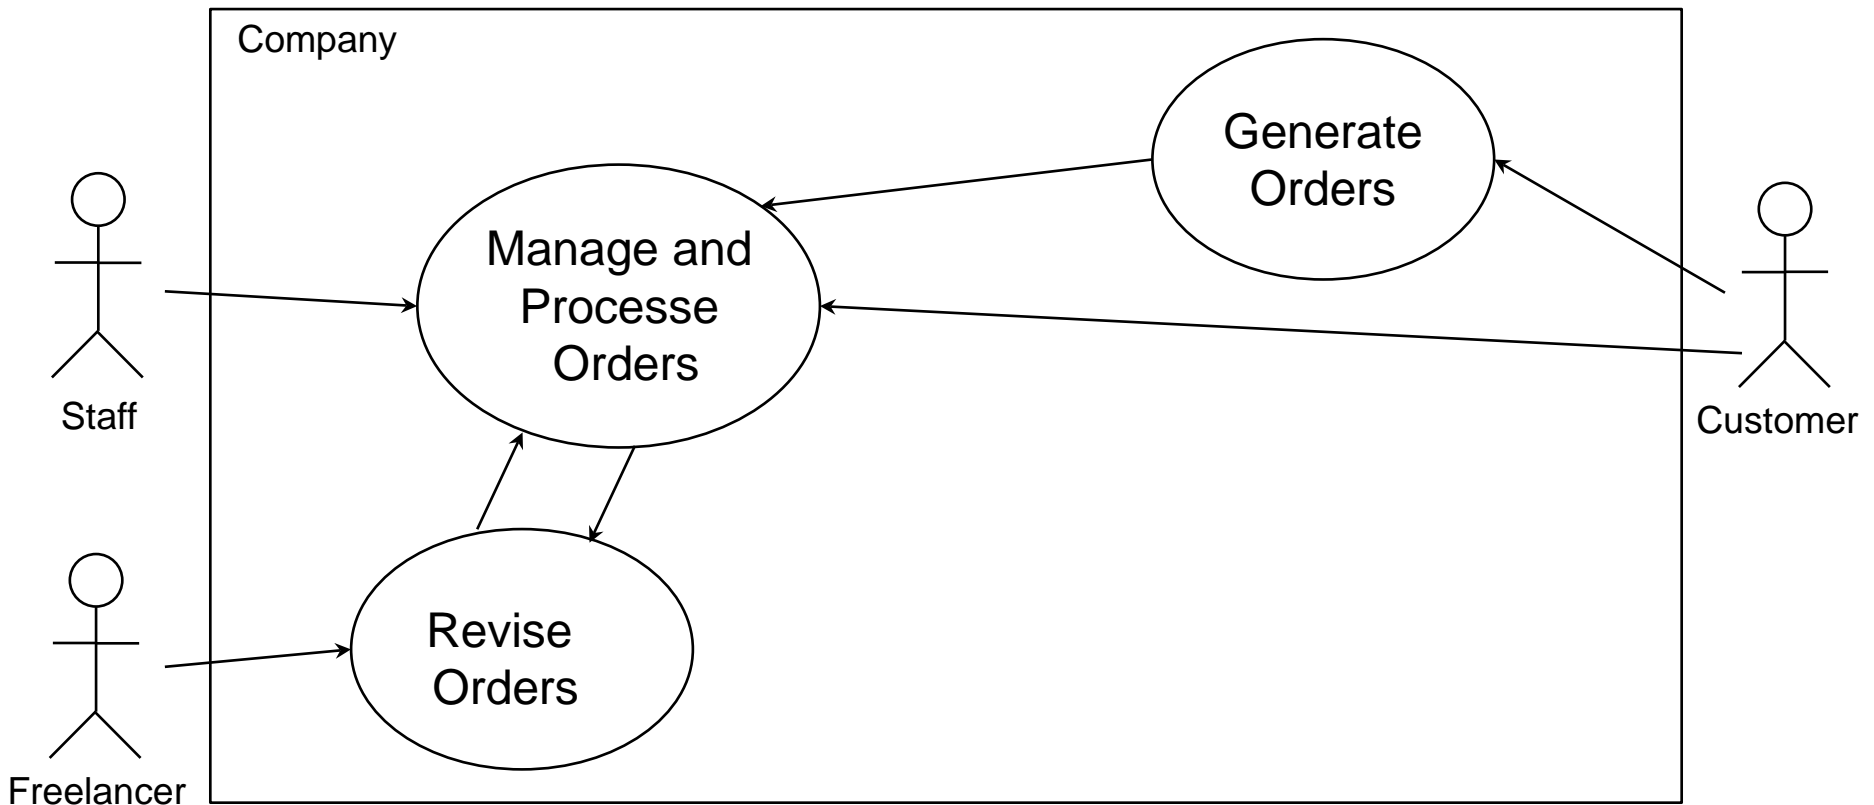 Company
Generate
Orders
Manage and
Processe
Orders
Staff
Customer
Revise
Orders
Freelancer